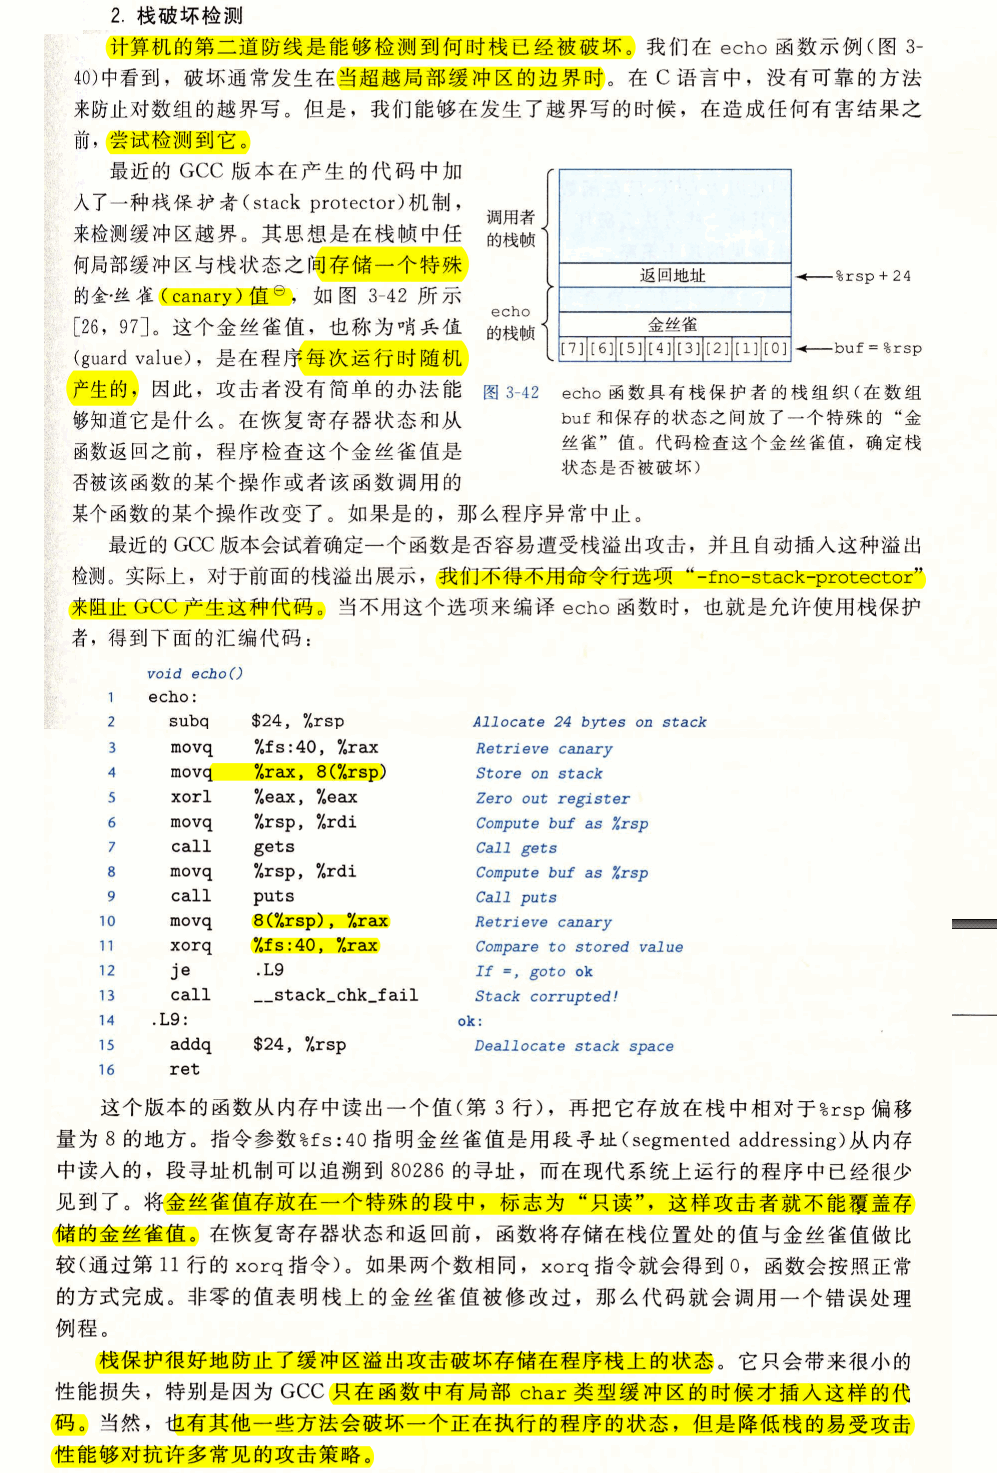 2. 栈破坏检测
计算机的第二道防线是能够检测到何时栈已经被破坏。我们在 echo 函数示例(图 3-
40)中看到，破坏通常发生在当超越局部缓冲区的边界时。在 C 语言中，没有可靠的方法
来防止对数组的越界写。但是，我们能够在发生了越界写的时候，在造成任何有害结果之
前，尝试检测到它。
最近的 GCC 版本在产生的代码中加
入了一种栈保护者(stack protector)机制，
来检测缓冲区越界。其思想是在栈帧中任
何局部缓冲区与栈状态之间存储一个特殊
的金丝雀(canary)值㊀，如图 3-42 所示
[26，97]。这个金丝雀值，也称为哨兵值
(guard value)，是在程序每次运行时随机
产生的，因此，攻击者没有简单的办法能
够知道它是什么。在恢复寄存器状态和从
函数返回之前，程序检查这个金丝雀值是
否被该函数的某个操作或者该函数调用的
某个函数的某个操作改变了。如果是的，那么程序异常中止。
调用者
的栈帧
返回地址
%rsp+24
echo
的栈帧
金丝雀
[7][6][5][4][3][2][1][0]
buf=%rsp
图 3-42 echo 函数具有栈保护者的栈组织(在数组
buf 和保存的状态之间放了一个特殊的“金
丝雀”值。代码检查这个金丝雀值，确定栈
状态是否被破坏)
最近的 GCC 版本会试着确定一个函数是否容易遭受栈溢出攻击，并且自动插入这种溢出
检测。实际上，对于前面的栈溢出展示，我们不得不用命令行选项“-fno-stack-protector”
来阻止 GCC 产生这种代码。当不用这个选项来编译 echo 函数时，也就是允许使用栈保护
者，得到下面的汇编代码：
void echo()
1 echo:
2 subq $24, %rsp Allocate 24 bytes on stack
3 movq %fs:40, %rax Retrieve canary
4 movq %rax, 8(%rsp) Store on stack
5 xorl %eax, %eax Zero out register
6 movq %rsp, %rdi Compute buf as %rsp
7 call gets Call gets
8 movq %rsp, %rdi Compute buf as %rsp
9 call puts Call puts
10 movq 8(%rsp), %rax Retrieve canary
11 xorq %fs:40, %rax Compare to stored value
12 je .L9 If =, goto ok
13 call __stack_chk_fail Stack corrupted!
14 .L9: ok:
15 addq $24, %rsp Deallocate stack space
16 ret
这个版本的函数从内存中读出一个值(第 3 行)，再把它存放在栈中相对于%rsp 偏移
量为 8 的地方。指令参数%fs:40 指明金丝雀值是用段寻址(segmented addressing)从内存
中读入的，段寻址机制可以追溯到 80286 的寻址，而在现代系统上运行的程序中已经很少
见到了。将金丝雀值存放在一个特殊的段中，标志为“只读”，这样攻击者就不能覆盖存
储的金丝雀值。在恢复寄存器状态和返回前，函数将存储在栈位置处的值与金丝雀值做比
较(通过第 11 行的 xorq 指令)。如果两个数相同，xorq 指令就会得到 0，函数会按照正常
的方式完成。非零的值表明栈上的金丝雀值被修改过，那么代码就会调用一个错误处理
例程。
栈保护很好地防止了缓冲区溢出攻击破坏存储在程序栈上的状态。它只会带来很小的
性能损失，特别是因为 GCC 只在函数中有局部 char 类型缓冲区的时候才插入这样的代
码。当然，也有其他一些方法会破坏一个正在执行的程序的状态，但是降低栈的易受攻击
性能够对抗许多常见的攻击策略。